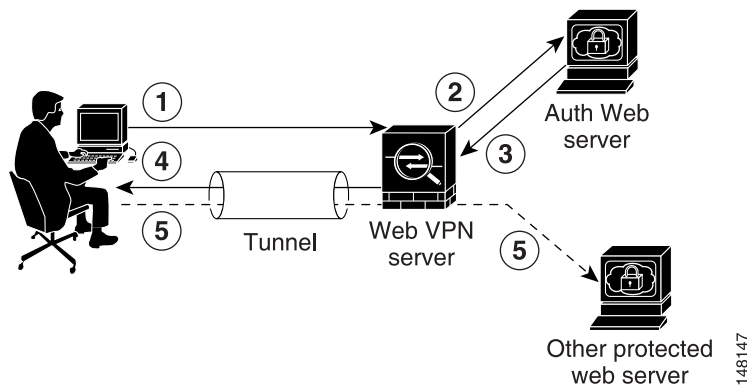 1
2
Auth Web
server
3
4
5
Tunnel
Web VPN
server
5
Other protected
web server
148147